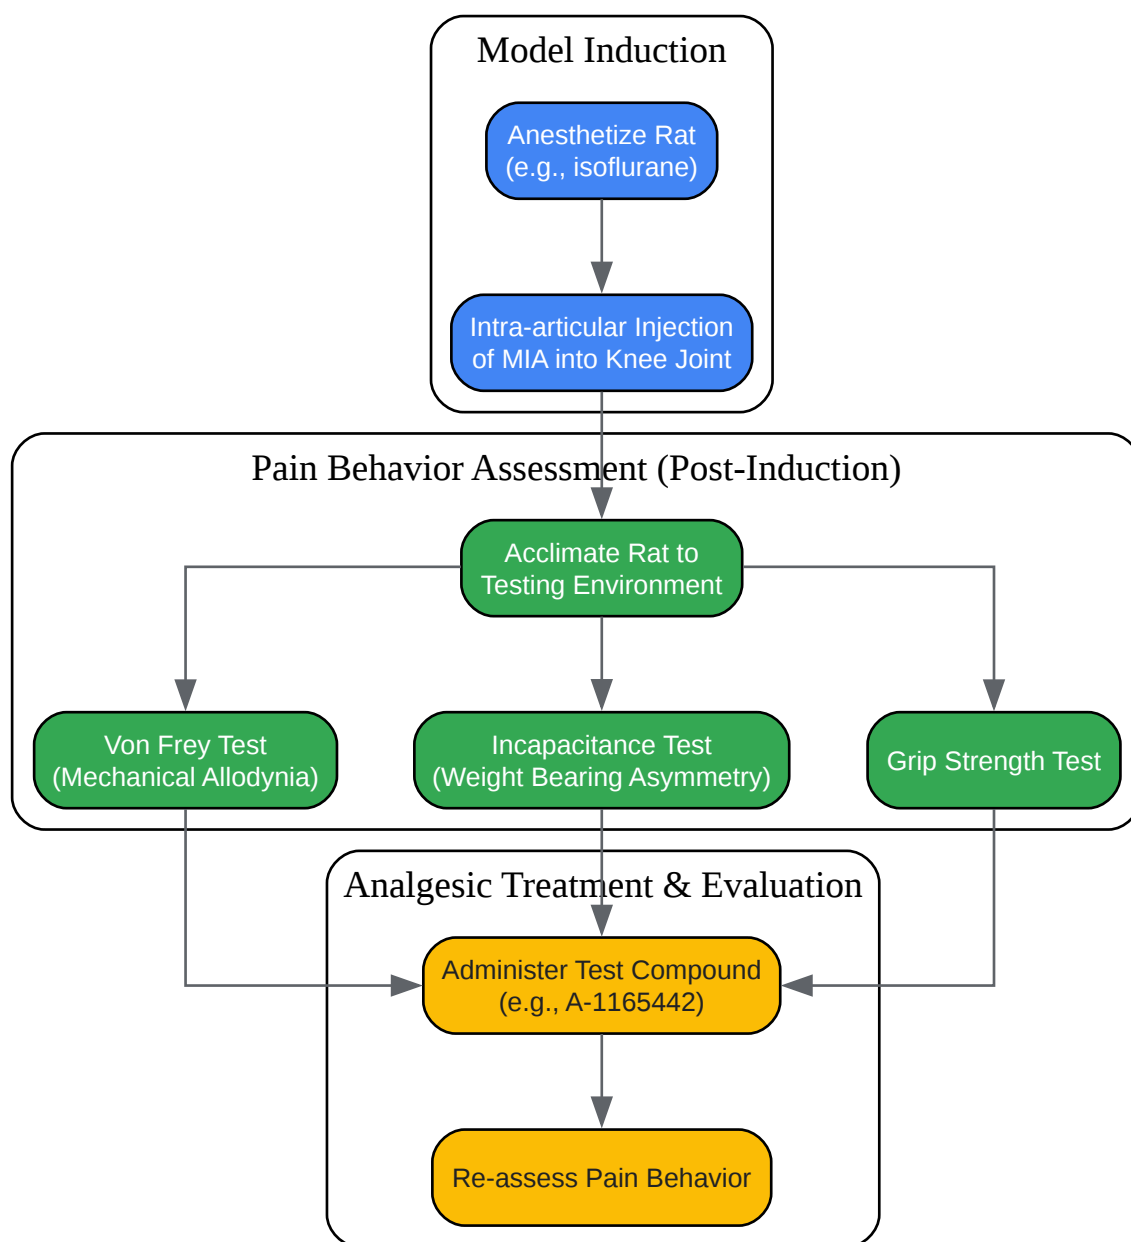 Model Induction
Anesthetize Rat
(e.g., isoflurane)
Intra-articular Injection
of MIA into Knee Joint
Pain Behavior Assessment (Post-Induction)
Acclimate Rat to
Testing Environment
Von Frey Test
(Mechanical Allodynia)
Incapacitance Test
(Weight Bearing Asymmetry)
Grip Strength Test
Analgesic Treatment & Evaluation
Administer Test Compound
(e.g., A-1165442)
Re-assess Pain Behavior